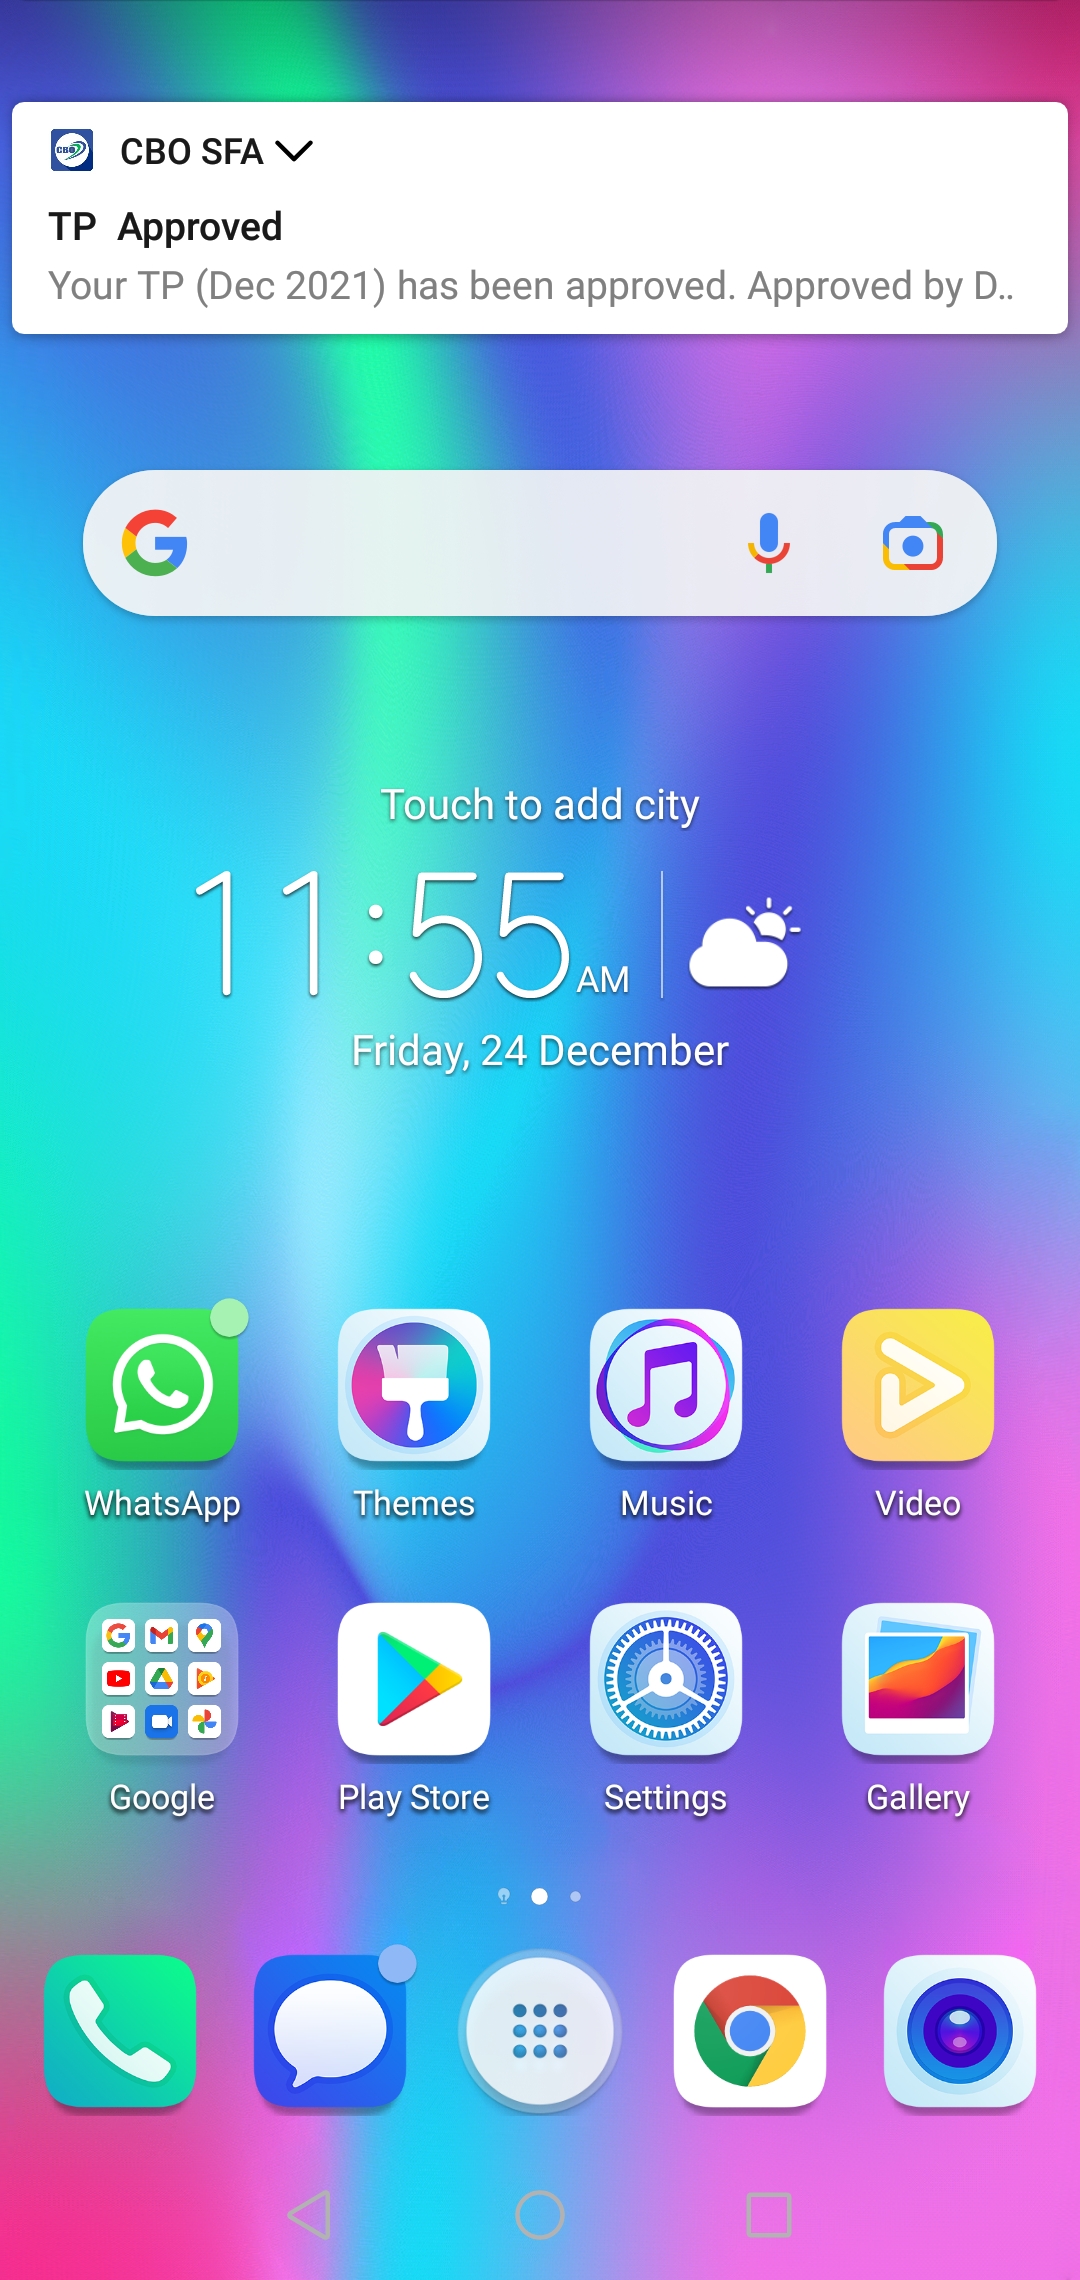 CBO SFA
TP Approved
Your TP (Dec 2021) has been approved. Approved by D..
Touch to add city
11:55 AM
Friday, 24 December
WhatsApp
Themes
Music
Video
Google
Play Store
Settings
Gallery